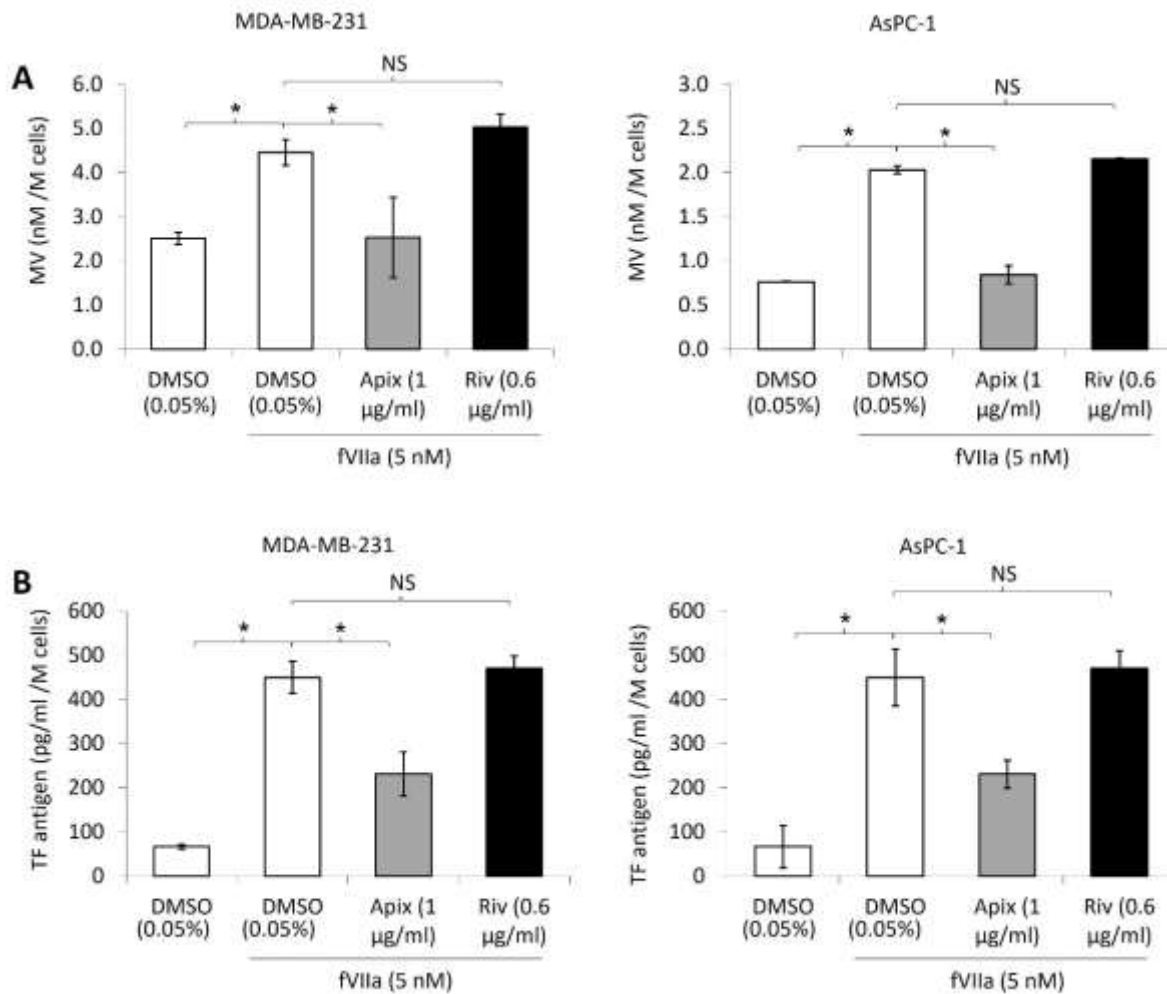 MDA-MB-231
A
NS
*
*
MV (nM /M cells)
6.0
5.0
4.0
3.0
2.0
1.0
0.0
DMSO (0.05%)
DMSO (0.05%)
Apix (1 µg/ml)
Riv (0.6 µg/ml)
fVIIa (5 nM)
AsPC-1
NS
*
*
MV (nM /M cells)
3.0
2.5
2.0
1.5
1.0
0.5
0.0
DMSO (0.05%)
DMSO (0.05%)
Apix (1 µg/ml)
Riv (0.6 µg/ml)
fVIIa (5 nM)
MDA-MB-231
B
NS
*
*
TF antigen (pg/ml /M cells)
600
500
400
300
200
100
0
DMSO (0.05%)
DMSO (0.05%)
Apix (1 µg/ml)
Riv (0.6 µg/ml)
fVIIa (5 nM)
AsPC-1
NS
*
*
TF antigen (pg/ml /M cells)
600
500
400
300
200
100
0
DMSO (0.05%)
DMSO (0.05%)
Apix (1 µg/ml)
Riv (0.6 µg/ml)
fVIIa (5 nM)